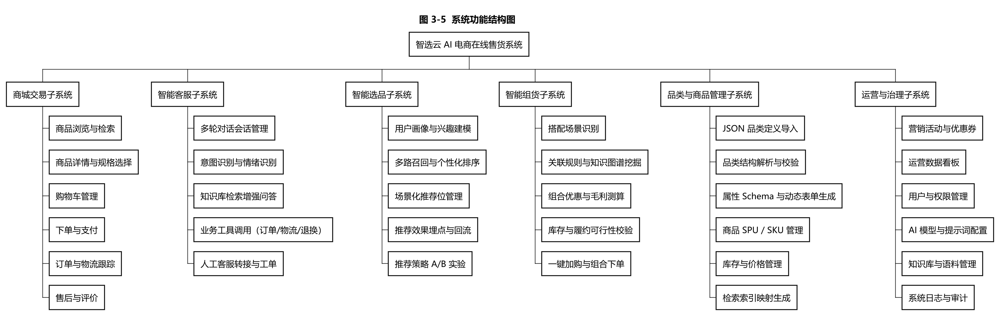 图 3-5 系统功能结构图
智选云 AI 电商在线售货系统
商城交易子系统
商品浏览与检索
商品详情与规格选择
购物车管理
下单与支付
订单与物流跟踪
售后与评价
智能客服子系统
多轮对话会话管理
意图识别与情绪识别
知识库检索增强问答
业务工具调用（订单/物流/退换）
人工客服转接与工单
智能选品子系统
用户画像与兴趣建模
多路召回与个性化排序
场景化推荐位管理
推荐效果埋点与回流
推荐策略 A/B 实验
智能组货子系统
搭配场景识别
关联规则与知识图谱挖掘
组合优惠与毛利测算
库存与履约可行性校验
一键加购与组合下单
品类与商品管理子系统
JSON 品类定义导入
品类结构解析与校验
属性 Schema 与动态表单生成
商品 SPU / SKU 管理
库存与价格管理
检索索引映射生成
运营与治理子系统
营销活动与优惠券
运营数据看板
用户与权限管理
AI 模型与提示词配置
知识库与语料管理
系统日志与审计